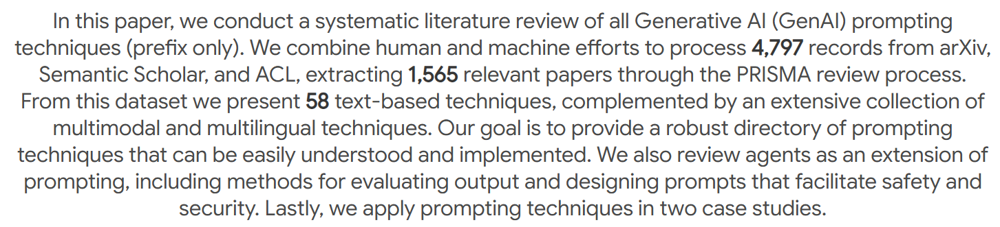 In this paper, we conduct a systematic literature review of all Generative AI (GenAI) prompting
techniques (prefix only). We combine human and machine efforts to process 4,797 records from arXiv,
Semantic Scholar, and ACL, extracting 1,565 relevant papers through the PRISMA review process.
From this dataset we present 58 text-based techniques, complemented by an extensive collection of
multimodal and multilingual techniques. Our goal is to provide a robust directory of prompting
techniques that can be easily understood and implemented. We also review agents as an extension of
prompting, including methods for evaluating output and designing prompts that facilitate safety and
security. Lastly, we apply prompting techniques in two case studies.